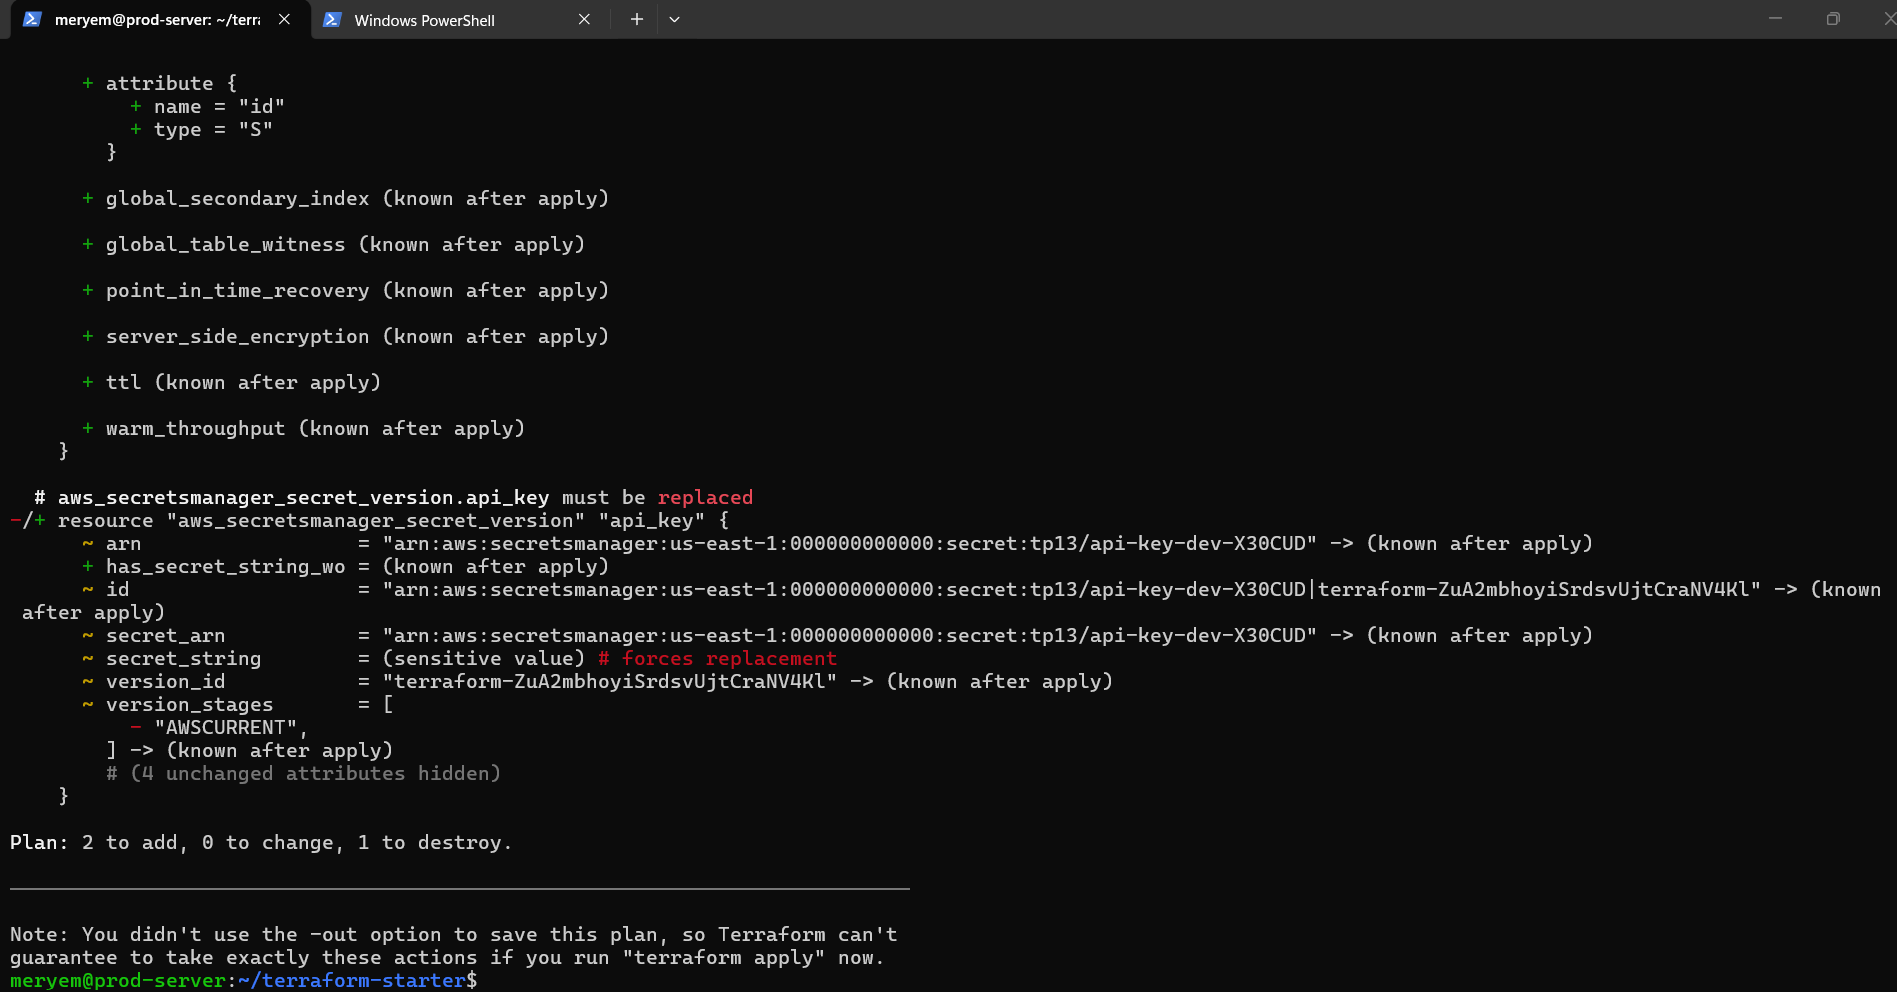 meryem@prod-server: ~/terra
Windows PowerShell
+ attribute {
+ name = "id"
+ type = "S"
}
+ global_secondary_index (known after apply)
+ global_table_witness (known after apply)
+ point_in_time_recovery (known after apply)
+ server_side_encryption (known after apply)
+ ttl (known after apply)
+ warm_throughput (known after apply)
}
# aws_secretsmanager_secret_version.api_key must be replaced
-/+ resource "aws_secretsmanager_secret_version" "api_key" {
~ arn = "arn:aws:secretsmanager:us-east-1:000000000000:secret:tp13/api-key-dev-X30CUD" -> (known after apply)
+ has_secret_string_wo = (known after apply)
~ id = "arn:aws:secretsmanager:us-east-1:000000000000:secret:tp13/api-key-dev-X30CUD|terraform-ZuA2mbhoyiSrdsvUjtCraNV4Kl" -> (known
after apply)
~ secret_arn = "arn:aws:secretsmanager:us-east-1:000000000000:secret:tp13/api-key-dev-X30CUD" -> (known after apply)
~ secret_string = (sensitive value) # forces replacement
~ version_id = "terraform-ZuA2mbhoyiSrdsvUjtCraNV4Kl" -> (known after apply)
~ version_stages = [
- "AWSCURRENT",
] -> (known after apply)
# (4 unchanged attributes hidden)
}
Plan: 2 to add, 0 to change, 1 to destroy.
Note: You didn't use the -out option to save this plan, so Terraform can't
guarantee to take exactly these actions if you run "terraform apply" now.
meryem@prod-server:~/terraform-starter$